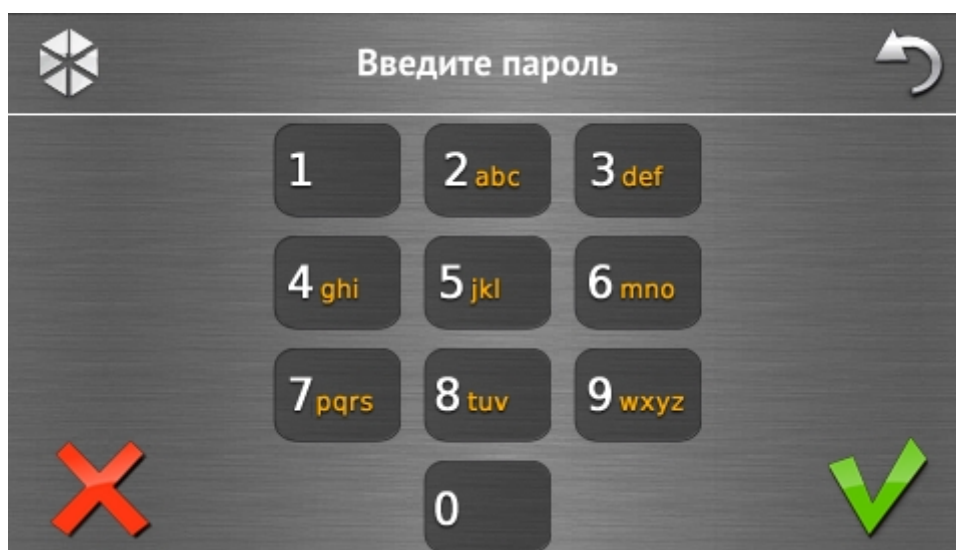 Введите пароль
1 2 abc 3 def
4 ghi 5 jkl 6 mno
7 pqrs 8 tuv 9 wxyz
0